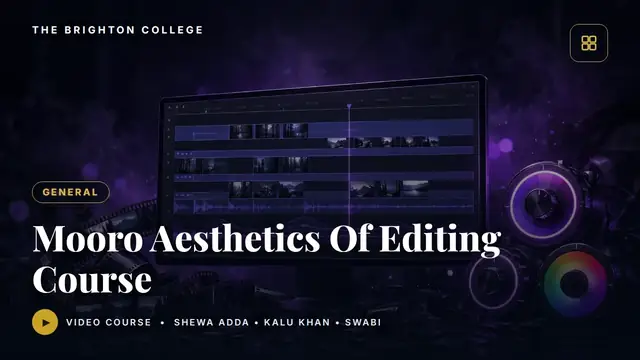 THE BRIGHTON COLLEGE
GENERAL
Mooro Aesthetics Of Editing
Course
VIDEO COURSE • SHEWA ADDA • KALU KHAN • SWABI